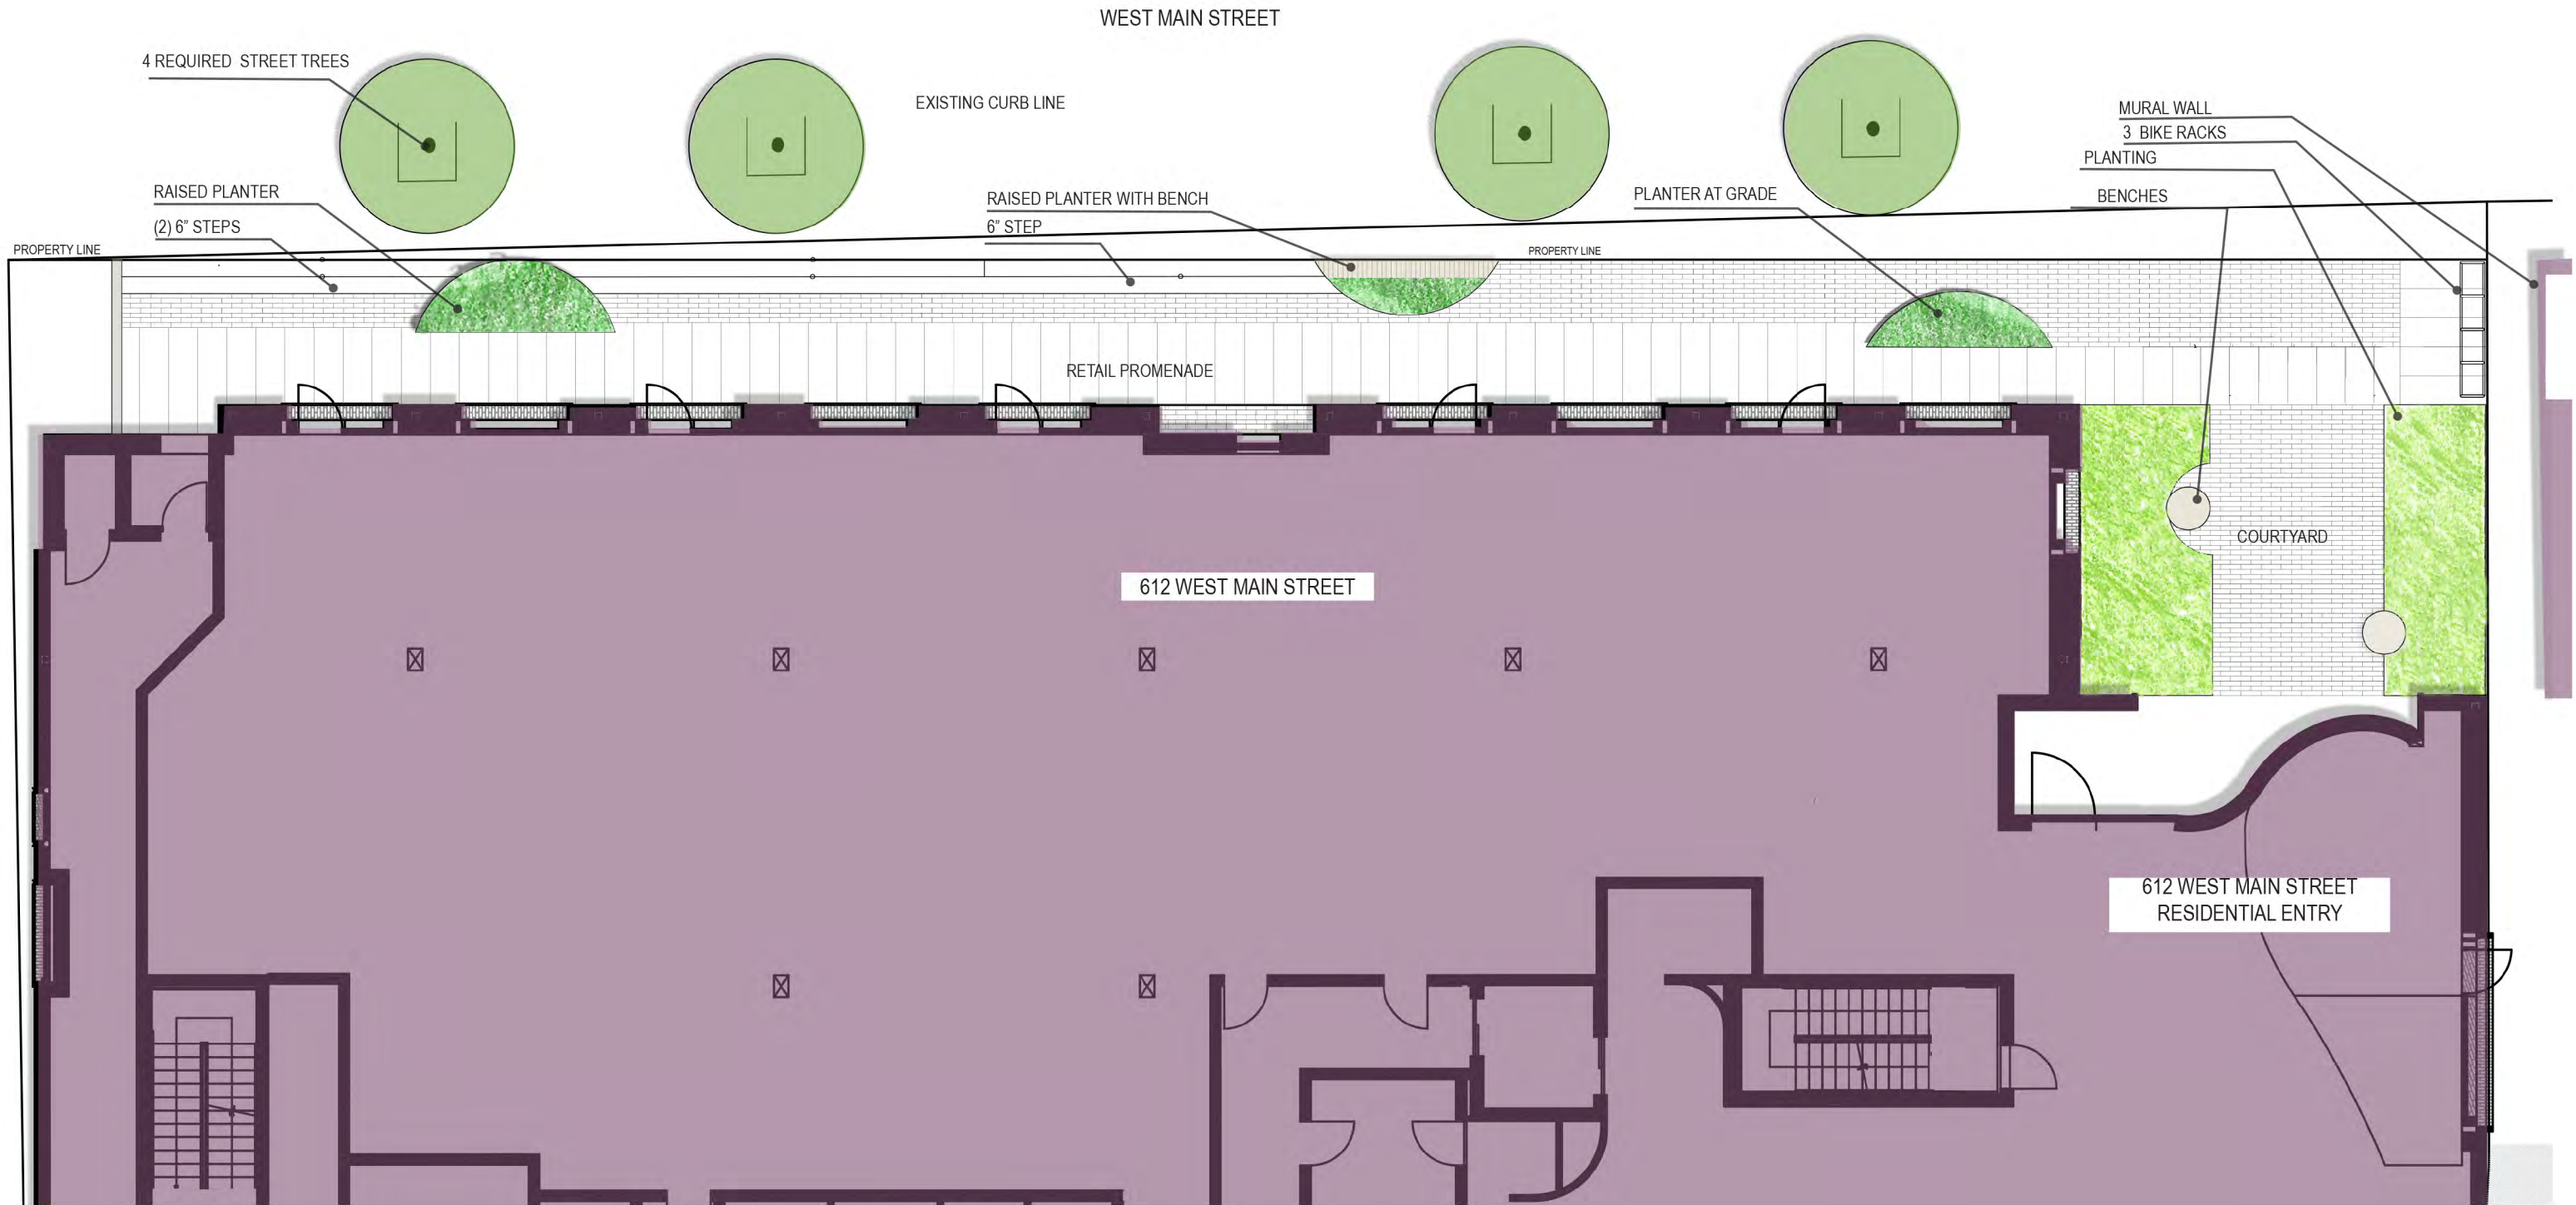 WEST MAIN STREET
4 REQUIRED STREET TREES
EXISTING CURB LINE
MURAL WALL
3 BIKE RACKS
PLANTING
BENCHES
RAISED PLANTER
(2) 6” STEPS
RAISED PLANTER WITH BENCH
6” STEP
PLANTER AT GRADE
PROPERTY LINE
PROPERTY LINE
RETAIL PROMENADE
COURTYARD
612 WEST MAIN STREET
612 WEST MAIN STREET
RESIDENTIAL ENTRY